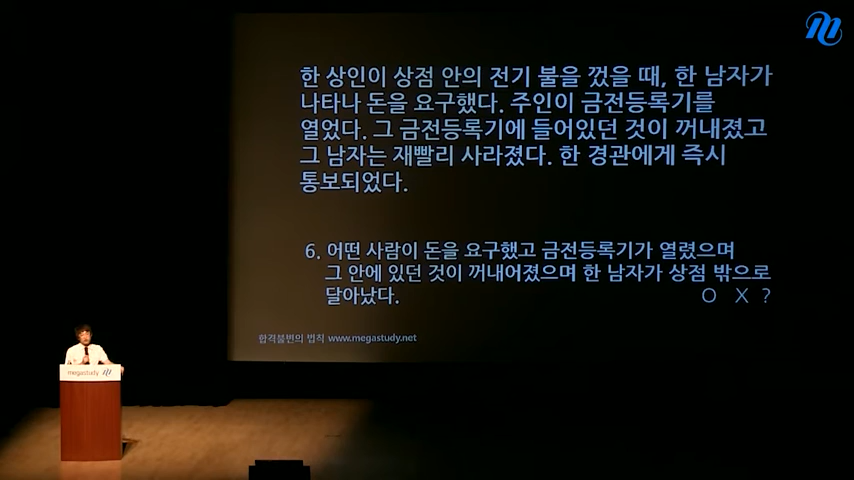 한 상인이 상점 안의 전기 불을 껐을 때, 한 남자가
나타나 돈을 요구했다. 주인이 금전등록기를
열었다. 그 금전등록기에 들어있던 것이 꺼내졌고
그 남자는 재빨리 사라졌다. 한 경관에게 즉시
통보되었다.
6. 어떤 사람이 돈을 요구했고 금전등록기가 열렸으며
그 안에 있던 것이 꺼내어졌으며 한 남자가 상점 밖으로
달아났다.
O X ?
합격불변의 법칙 www.megastudy.net
megastudy